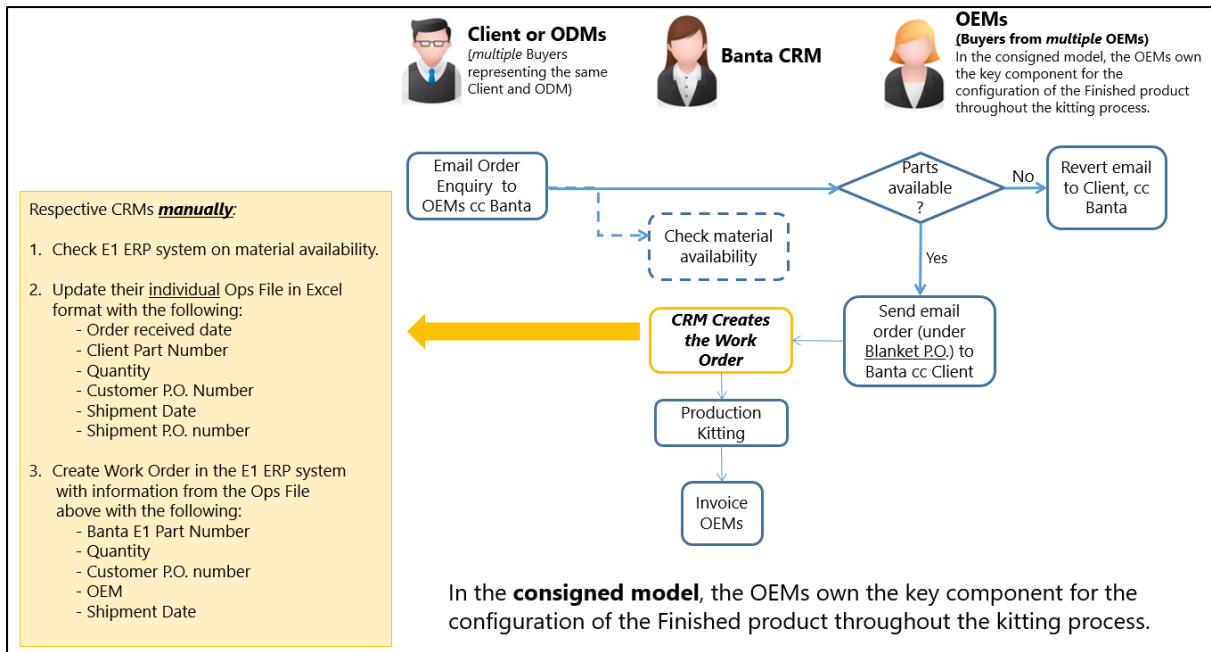 Client or ODMs
(multiple Buyers
representing the same
Client and ODM)
Banta CRM
OEMs
(Buyers from multiple OEMs)
In the consigned model, the OEMs own
the key component for the
configuration of the Finished product
throughout the kitting process.
Email Order
Enquiry to
OEMs cc Banta
Check material
availability
Parts
available
?
No
Revert email
to Client, cc
Banta
Yes
Send email
order (under
Blanket P.O.) to
Banta cc Client
CRM Creates
the Work
Order
Production
Kitting
Invoice
OEMs
Respective CRMs manually:
1. Check E1 ERP system on material availability.
2. Update their individual Ops File in Excel
format with the following:
- Order received date
- Client Part Number
- Quantity
- Customer P.O. Number
- Shipment Date
- Shipment P.O. number
3. Create Work Order in the E1 ERP system
with information from the Ops File
above with the following:
- Banta E1 Part Number
- Quantity
- Customer P.O. number
- OEM
- Shipment Date
In the consigned model, the OEMs own the key component for the
configuration of the Finished product throughout the kitting process.